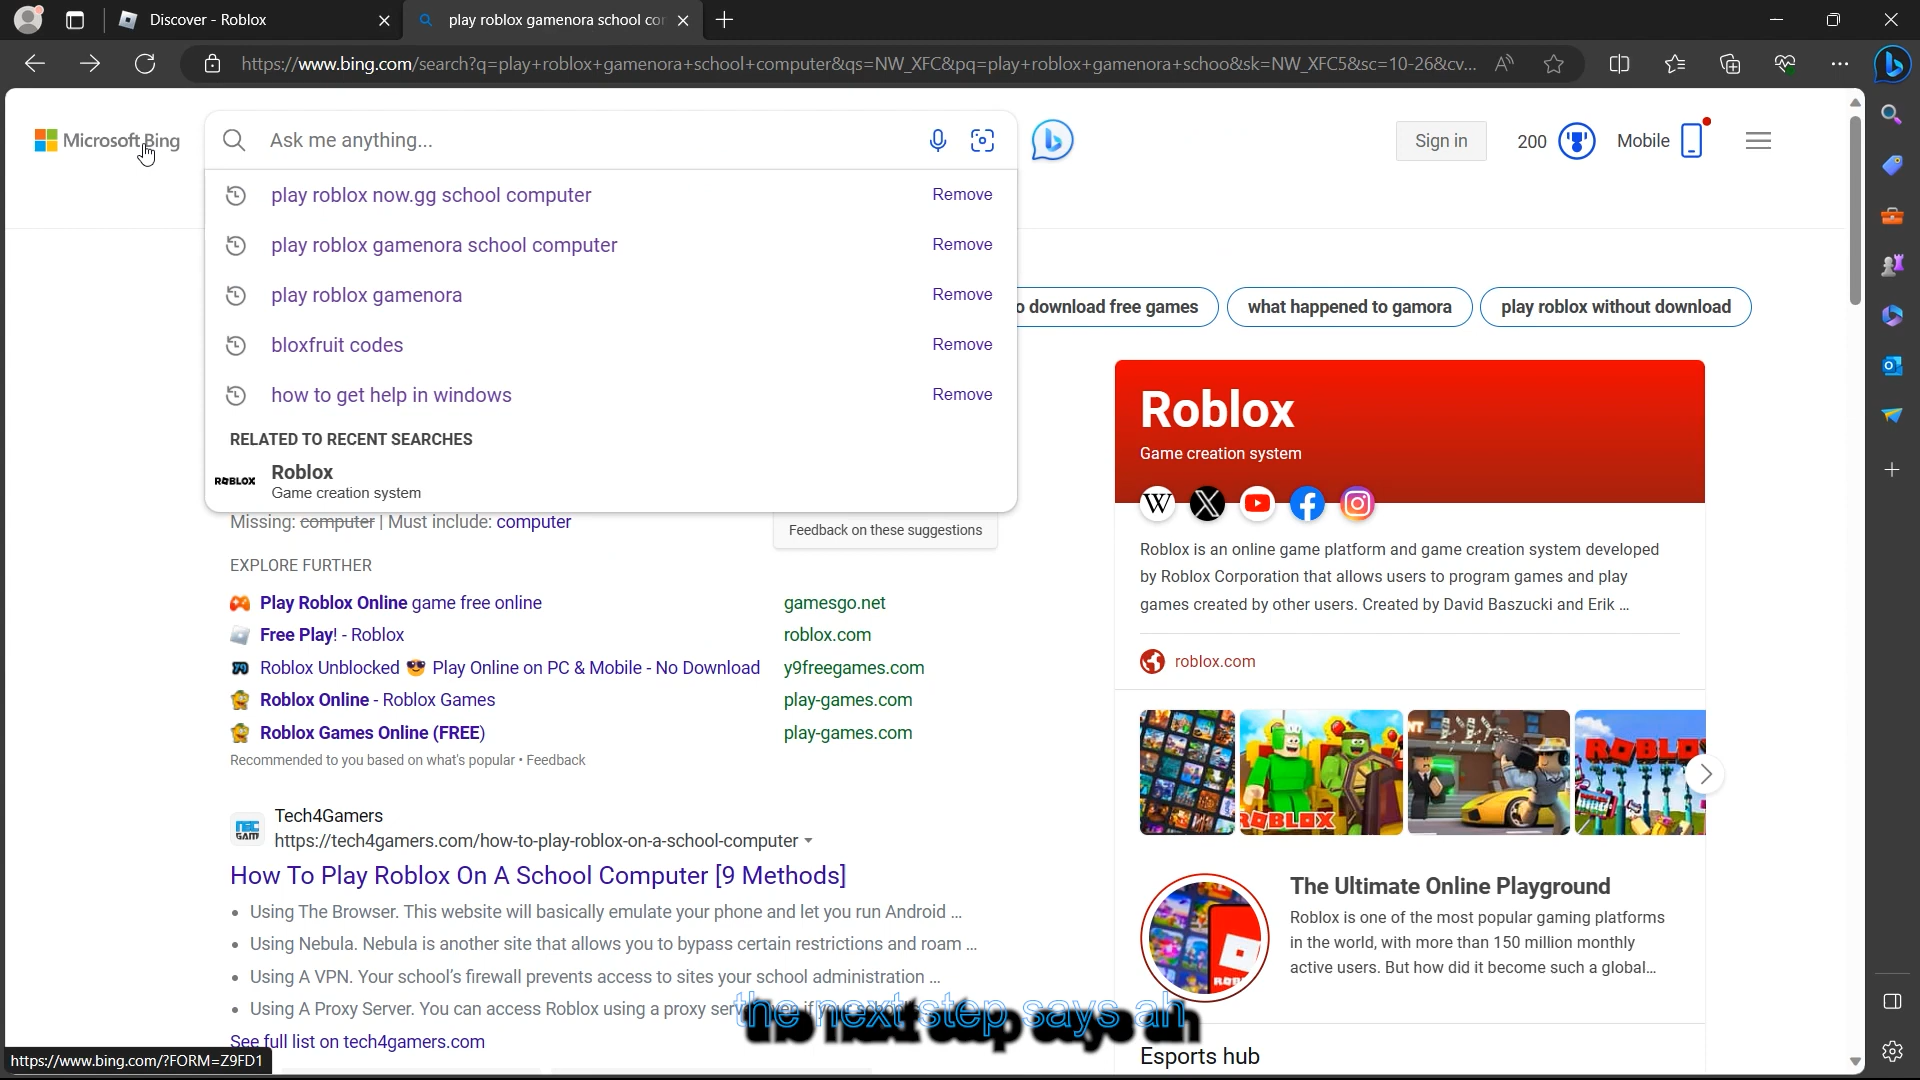 Discover - Roblox
play roblox gamenora school cor
https://www.bing.com/search?q=play+roblox+gamenora+school+computer&qs=NW_XFC&pq=play+roblox+gamenora+schoo&sk=NW_XFC5&sc=10-26&cv...
Microsoft Bing
Ask me anything...
Sign in
200
Mobile
play roblox now.gg school computer
Remove
play roblox gamenora school computer
Remove
play roblox gamenora
Remove
bloxfruit codes
Remove
how to get help in windows
Remove
RELATED TO RECENT SEARCHES
ROBLOX
Roblox
Game creation system
o download free games
what happened to gamora
play roblox without download
Missing: computer | Must include: computer
Feedback on these suggestions
EXPLORE FURTHER
Play Roblox Online game free online
gamesgo.net
Free Play! - Roblox
roblox.com
Roblox Unblocked 😎 Play Online on PC & Mobile - No Download
y9freegames.com
Roblox Online - Roblox Games
play-games.com
Roblox Games Online (FREE)
play-games.com
Recommended to you based on what's popular • Feedback
Tech4Gamers
https://tech4gamers.com/how-to-play-roblox-on-a-school-computer
How To Play Roblox On A School Computer [9 Methods]
• Using The Browser. This website will basically emulate your phone and let you run Android ...
• Using Nebula. Nebula is another site that allows you to bypass certain restrictions and roam ...
• Using A VPN. Your school's firewall prevents access to sites your school administration ...
• Using A Proxy Server. You can access Roblox using a proxy
See full list on tech4gamers.com
the next step says ah
https://www.bing.com/?FORM=Z9FD1
Roblox
Game creation system
Roblox is an online game platform and game creation system developed
by Roblox Corporation that allows users to program games and play
games created by other users. Created by David Baszucki and Erik ...
roblox.com
ROBLOX
The Ultimate Online Playground
Roblox is one of the most popular gaming platforms
in the world, with more than 150 million monthly
active users. But how did it become such a global...
Esports hub